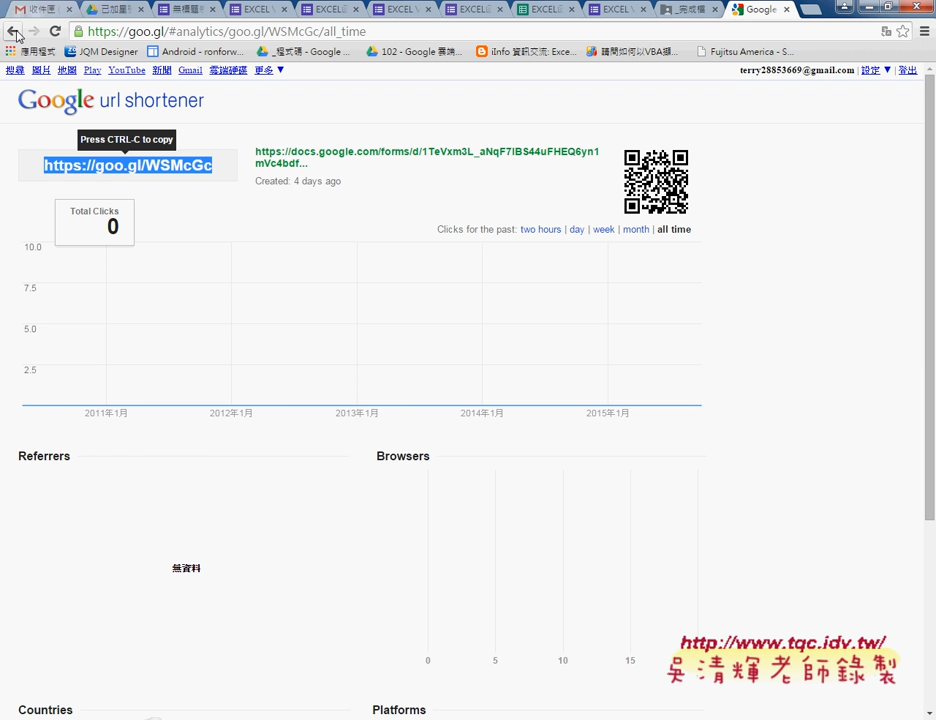 收件匣
已加星
無標題
EXCEL V
EXCEL
EXCEL V
EXCEL
EXCEL
EXCEL V
_完成檔
Google
https://goo.gl/#analytics/goo.gl/WSMcGc/all_time
應用程式
JQM Designer
Android - ronforw...
_程式碼 - Google ...
102 - Google 雲端...
iInfo 資訊交流: Exce...
請問如何以VBA擷...
Fujitsu America - S...
搜尋 圖片 地圖 Play YouTube 新聞 Gmail 雲端硬碟 更多 ▼
terry28853669@gmail.com | 設定 ▼ | 登出
Google url shortener
Press CTRL-C to copy
https://goo.gl/WSMcGc
https://docs.google.com/forms/d/1TeVxm3L_aNqF7IBS44uFHEQ6yn1
mVc4bdf...
Created: 4 days ago
Total Clicks
0
Clicks for the past: two hours | day | week | month | all time
10.0
7.5
5.0
2.5
2011年1月
2012年1月
2013年1月
2014年1月
2015年1月
Referrers
Browsers
無資料
0
5
10
15
http://www.tqc.idv.tw/
吳清輝老師錄製
Countries
Platforms